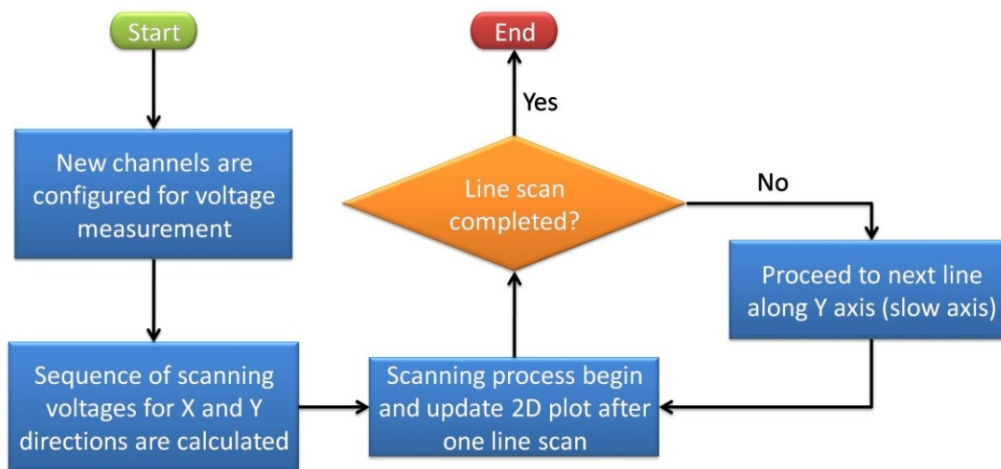 Start
New channels are
configured for voltage
measurement
Sequence of scanning
voltages for X and Y
directions are calculated
Scanning process begin
and update 2D plot after
one line scan
Line scan
completed?
Yes
End
No
Proceed to next line
along Y axis (slow axis)